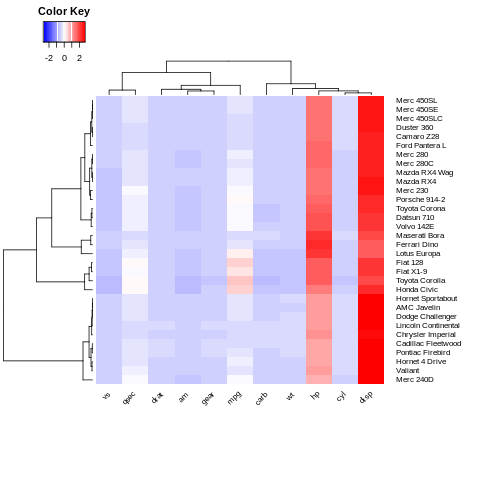 Color Key
-2 0 2
Merc 450SL
Merc 450SE
Merc 450SLC
Duster 360
Camaro Z28
Ford Pantera L
Merc 280
Merc 280C
Mazda RX4 Wag
Mazda RX4
Merc 230
Porsche 914-2
Toyota Corona
Datsun 710
Volvo 142E
Maserati Bora
Ferrari Dino
Lotus Europa
Fiat 128
Fiat X1-9
Toyota Corolla
Honda Civic
Hornet Sportabout
AMC Javelin
Dodge Challenger
Lincoln Continental
Chrysler Imperial
Cadillac Fleetwood
Pontiac Firebird
Hornet 4 Drive
Valiant
Merc 240D
vs qsec drat am gear mpg carb wt hp cyl disp